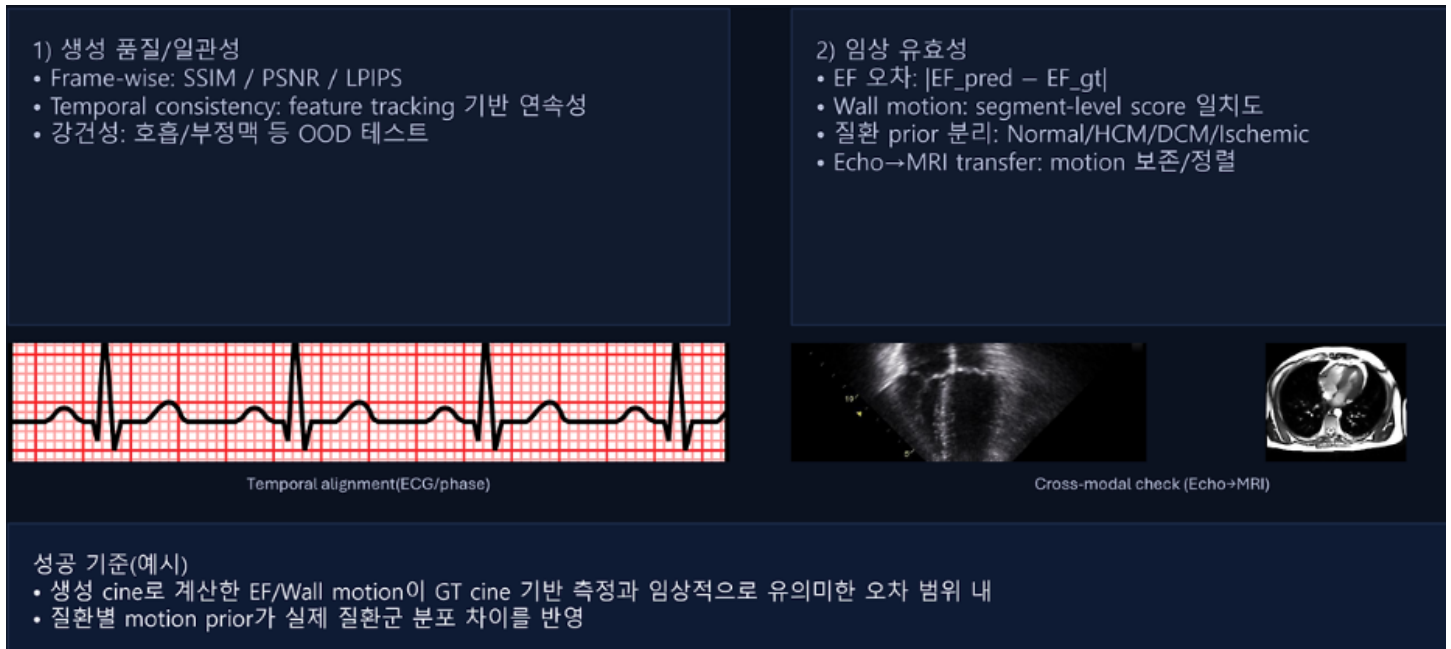 1) 생성 품질/일관성
• Frame-wise: SSIM / PSNR / LPIPS
• Temporal consistency: feature tracking 기반 연속성
• 강건성: 호흡/부정맥 등 OOD 테스트
2) 임상 유효성
• EF 오차: |EF_pred − EF_gt|
• Wall motion: segment-level score 일치도
• 질환 prior 분리: Normal/HCM/DCM/Ischemic
• Echo→MRI transfer: motion 보존/정렬
10
Temporal alignment(ECG/phase)
Cross-modal check (Echo→MRI)
성공 기준(예시)
• 생성 cine로 계산한 EF/Wall motion이 GT cine 기반 측정과 임상적으로 유의미한 오차 범위 내
• 질환별 motion prior가 실제 질환군 분포 차이를 반영